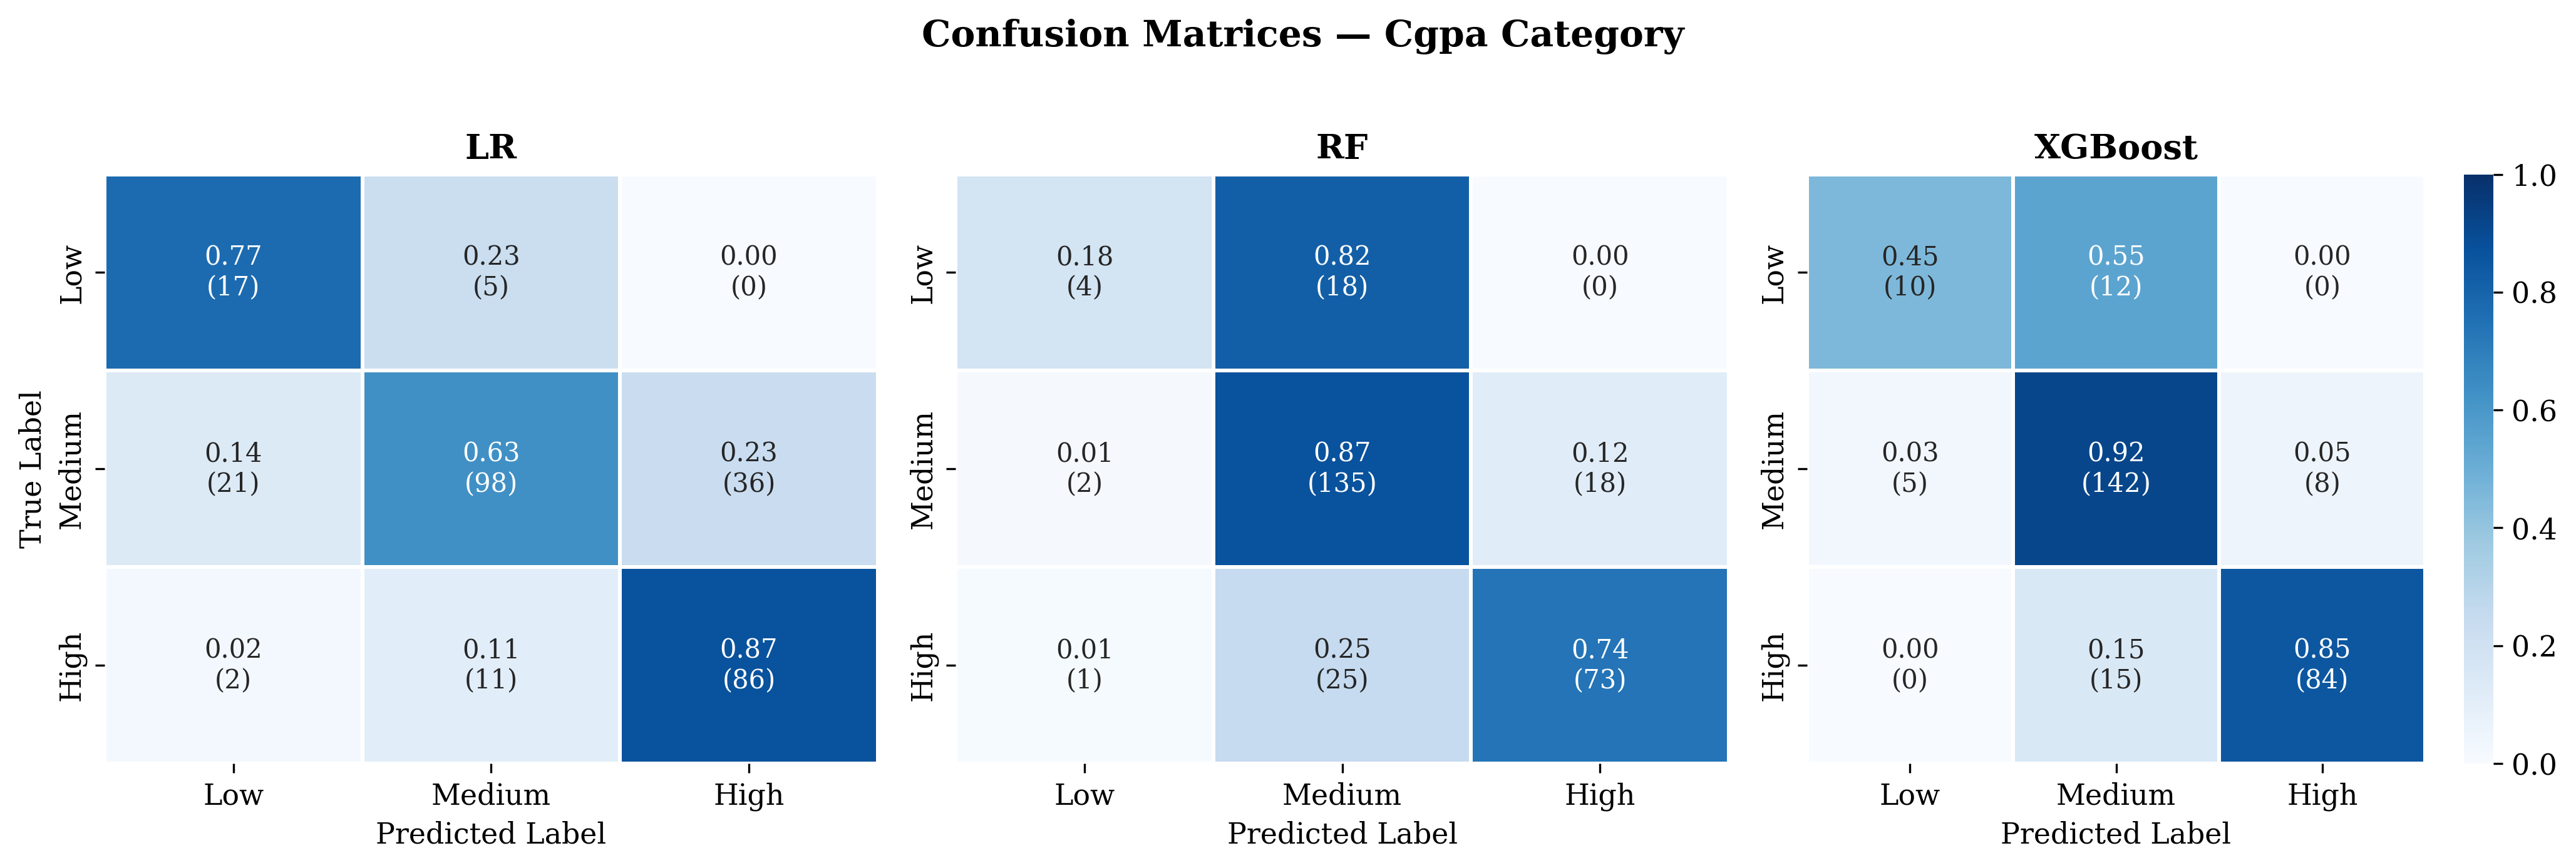 Confusion Matrices — Cgpa Category
LR
True Label
Low
Medium
High
0.77
(17)
0.23
(5)
0.00
(0)
0.14
(21)
0.63
(98)
0.23
(36)
0.02
(2)
0.11
(11)
0.87
(86)
Low
Medium
High
Predicted Label
RF
Low
Medium
High
0.18
(4)
0.82
(18)
0.00
(0)
0.01
(2)
0.87
(135)
0.12
(18)
0.01
(1)
0.25
(25)
0.74
(73)
Low
Medium
High
Predicted Label
XGBoost
Low
Medium
High
0.45
(10)
0.55
(12)
0.00
(0)
0.03
(5)
0.92
(142)
0.05
(8)
0.00
(0)
0.15
(15)
0.85
(84)
Low
Medium
High
Predicted Label
1.0
0.8
0.6
0.4
0.2
0.0